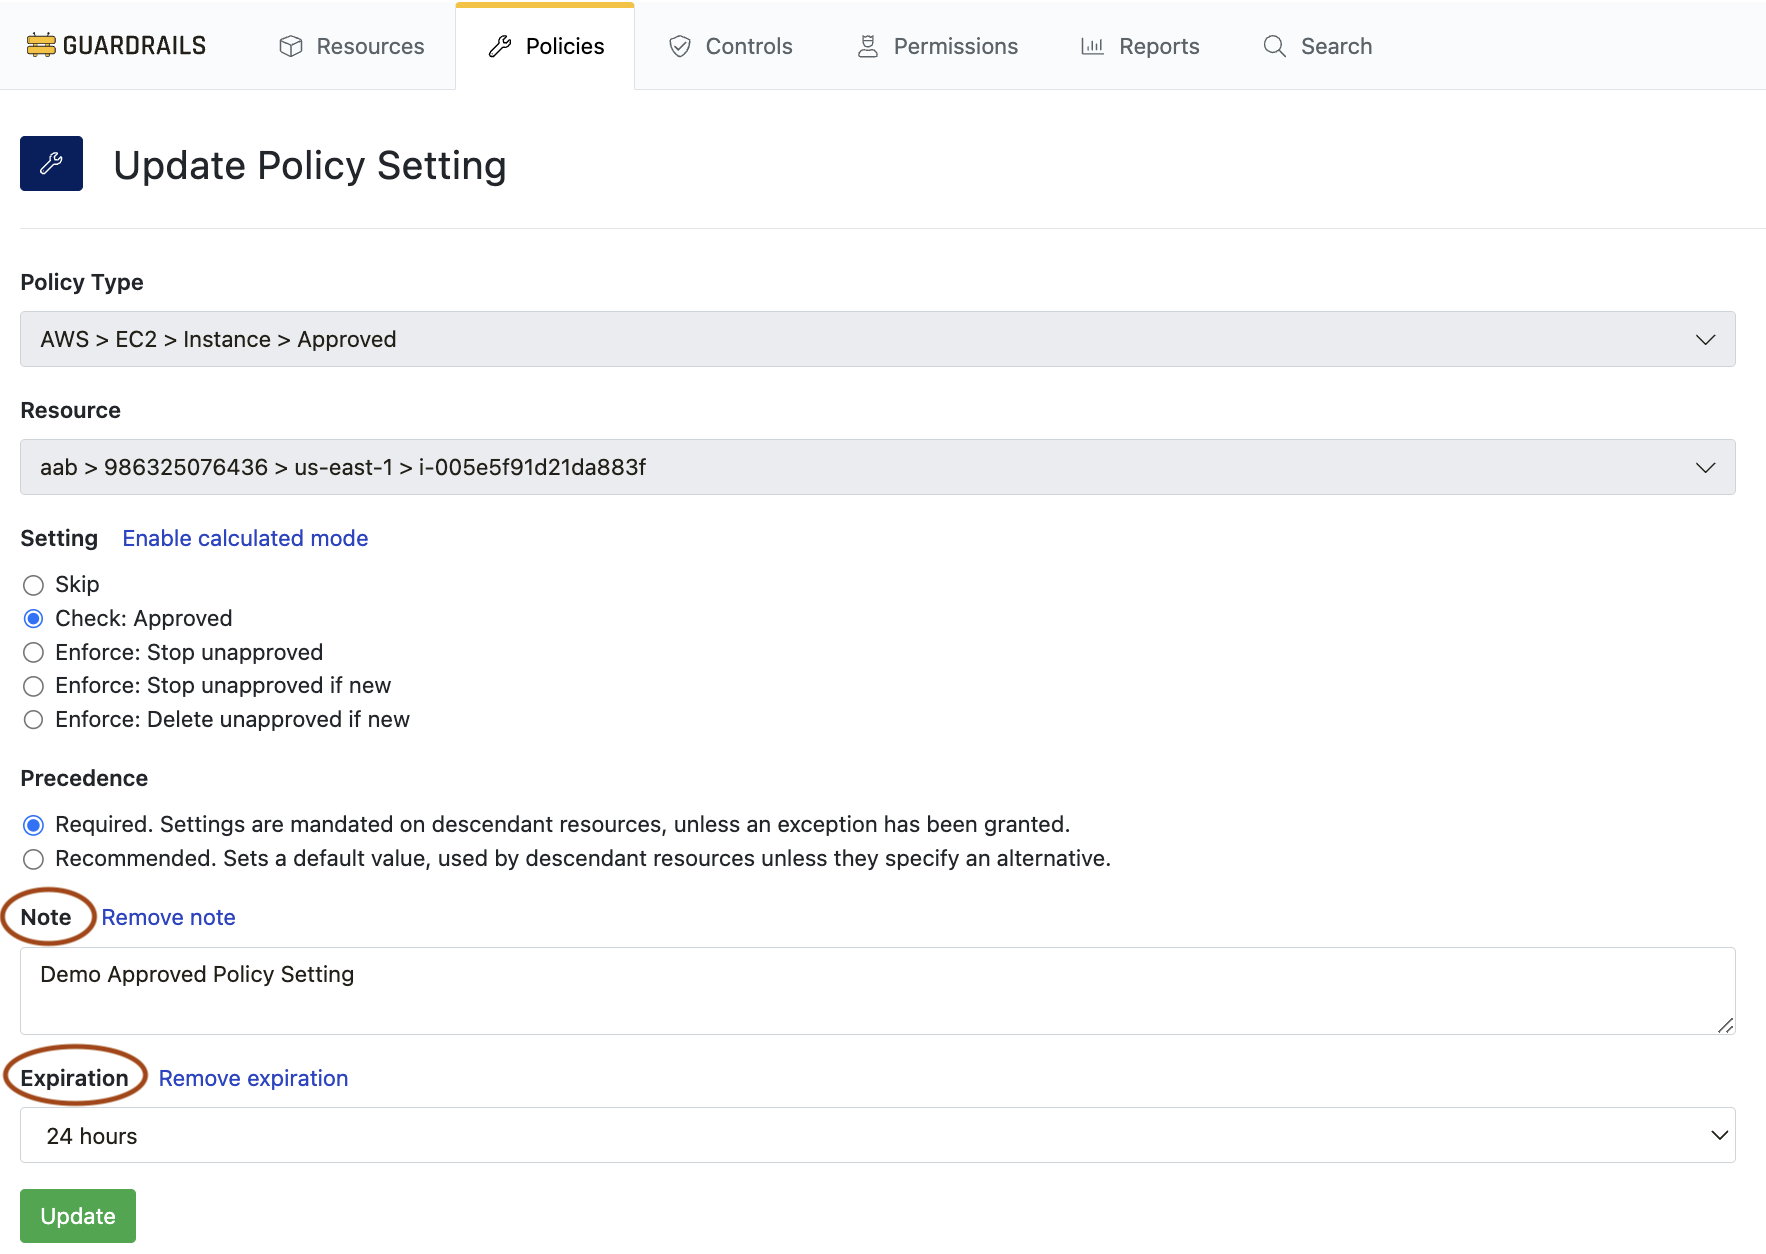 GUARDRAILS Resources Policies Controls Permissions Reports Search
Update Policy Setting
Policy Type
AWS > EC2 > Instance > Approved
Resource
aab > 986325076436 > us-east-1 > i-005e5f91d21da883f
Setting Enable calculated mode
Skip
Check: Approved
Enforce: Stop unapproved
Enforce: Stop unapproved if new
Enforce: Delete unapproved if new
Precedence
Required. Settings are mandated on descendant resources, unless an exception has been granted.
Recommended. Sets a default value, used by descendant resources unless they specify an alternative.
Note Remove note
Demo Approved Policy Setting
Expiration Remove expiration
24 hours
Update